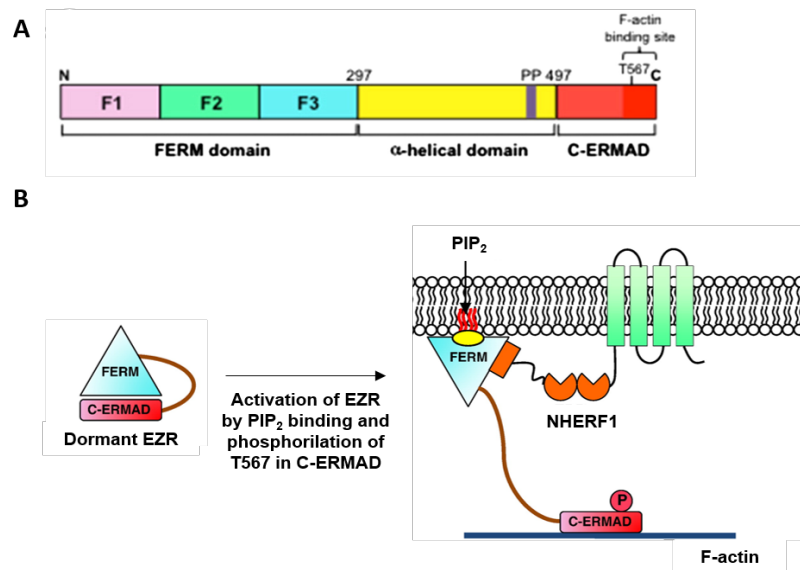 A
F-actin
binding site
N
297
PP 497
T567
C
F1
F2
F3
FERM domain
α-helical domain
C-ERMAD
B
PIP2
FERM
C-ERMAD
Dormant EZR
Activation of EZR
by PIP2 binding and
phosphorilation of
T567 in C-ERMAD
FERM
NHERF1
P
C-ERMAD
F-actin